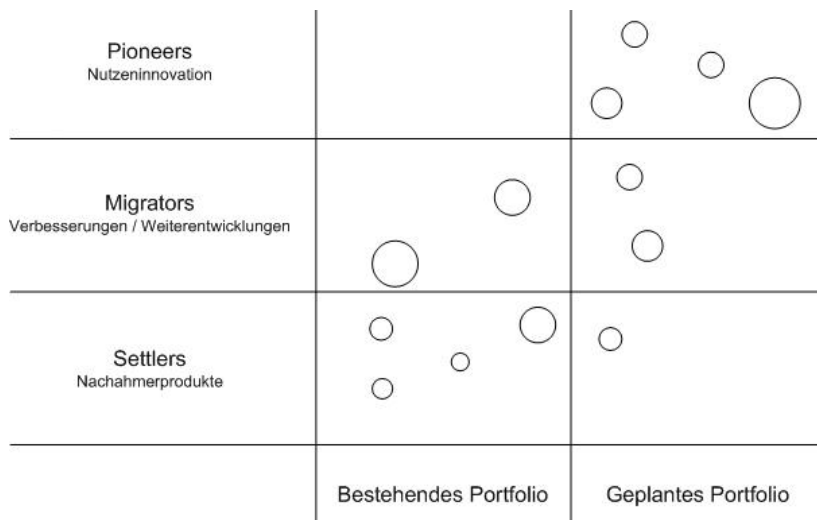 Pioneers
Nutzeninnovation
Migrators
Verbesserungen / Weiterentwicklungen
Settlers
Nachahmerprodukte
Bestehendes Portfolio
Geplantes Portfolio